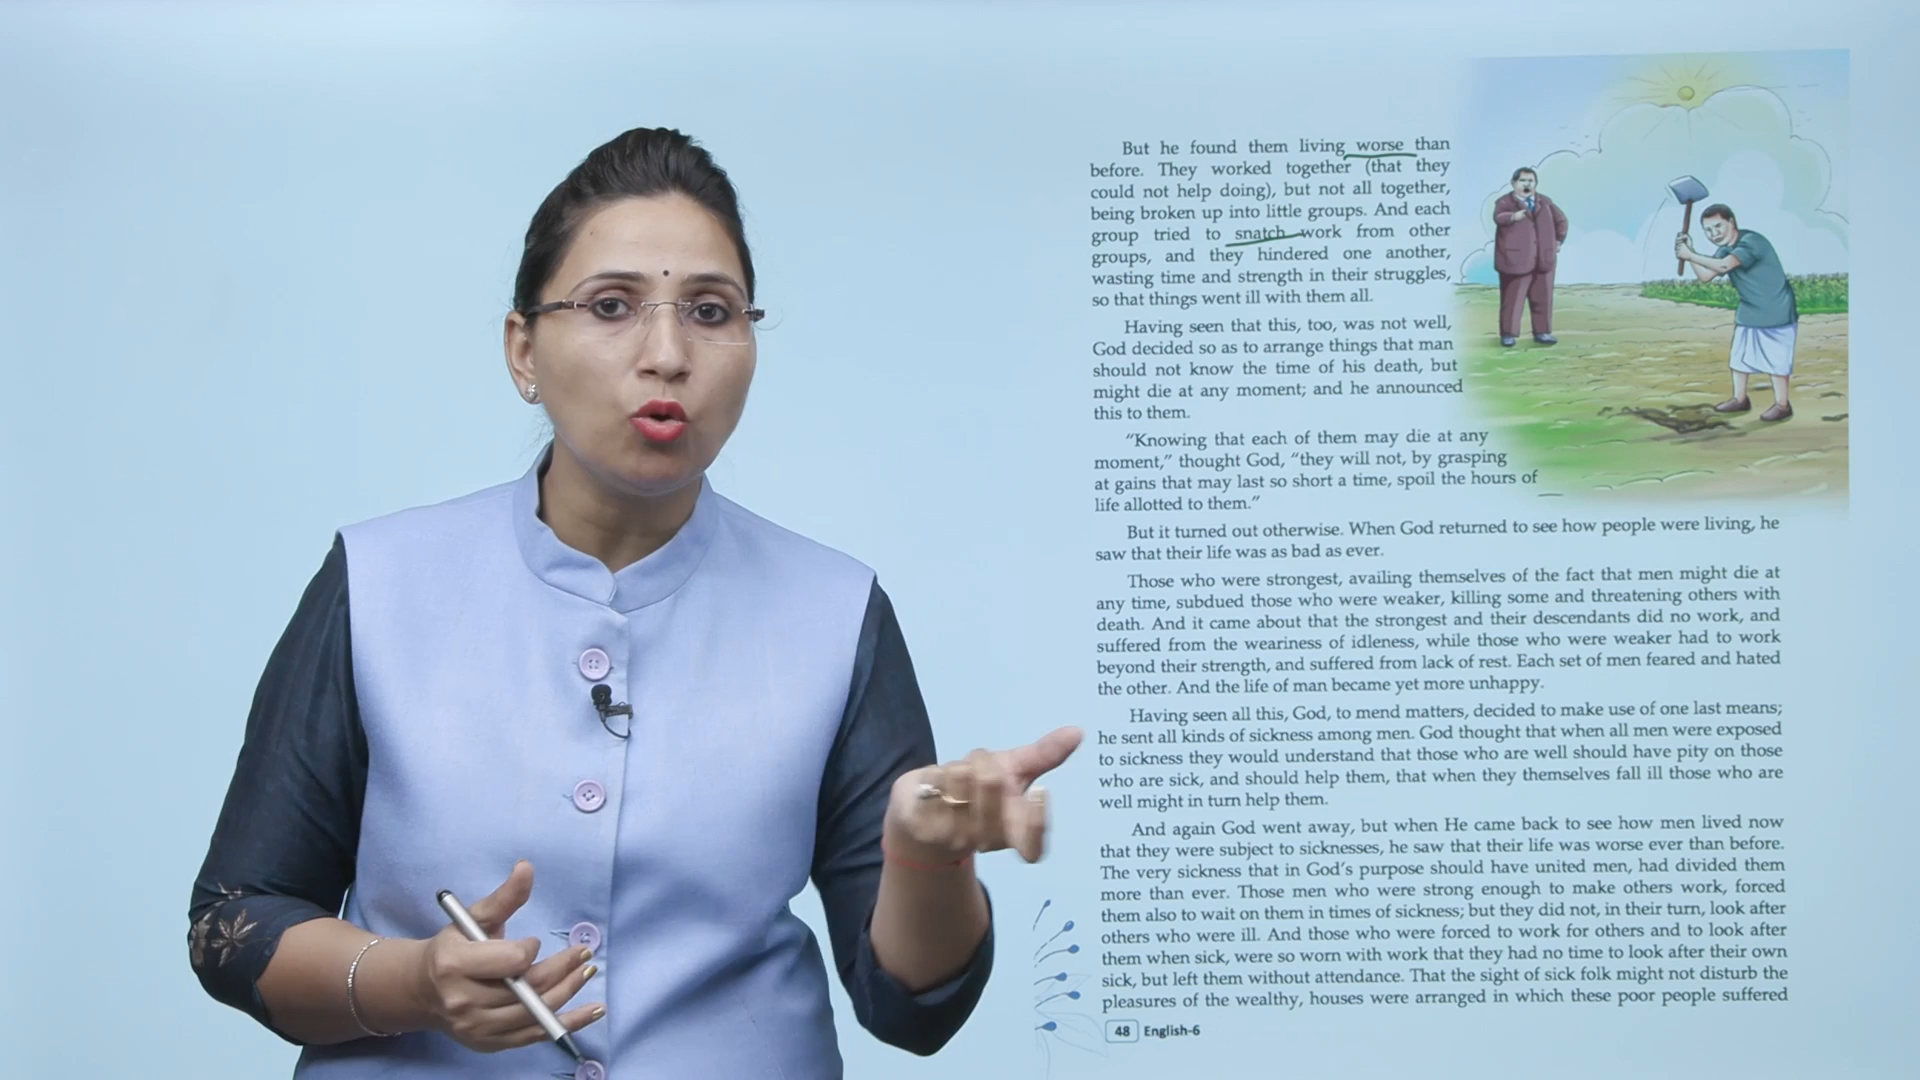 But he found them living worse than
before. They worked together (that they
could not help doing), but not all together,
being broken up into little groups. And each
group tried to snatch work from other
groups, and they hindered one another,
wasting time and strength in their struggles,
so that things went ill with them all.
Having seen that this, too, was not well,
God decided so as to arrange things that man
should not know the time of his death, but
might die at any moment; and he announced
this to them.
"Knowing that each of them may die at any
moment," thought God, "they will not, by grasping
at gains that may last so short a time, spoil the hours of
life allotted to them."
But it turned out otherwise. When God returned to see how people were living, he
saw that their life was as bad as ever.
Those who were strongest, availing themselves of the fact that men might die at
any time, subdued those who were weaker, killing some and threatening others with
death. And it came about that the strongest and their descendants did no work, and
suffered from the weariness of idleness, while those who were weaker had to work
beyond their strength, and suffered from lack of rest. Each set of men feared and hated
the other. And the life of man became yet more unhappy.
Having seen all this, God, to mend matters, decided to make use of one last means;
he sent all kinds of sickness among men. God thought that when all men were exposed
to sickness they would understand that those who are well should have pity on those
who are sick, and should help them, that when they themselves fall ill those who are
well might in turn help them.
And again God went away, but when He came back to see how men lived now
that they were subject to sicknesses, he saw that their life was worse ever than before.
The very sickness that in God's purpose should have united men, had divided them
more than ever. Those men who were strong enough to make others work, forced
them also to wait on them in times of sickness; but they did not, in their turn, look after
others who were ill. And those who were forced to work for others and to look after
them when sick, were so worn with work that they had no time to look after their own
sick, but left them without attendance. That the sight of sick folk might not disturb the
pleasures of the wealthy, houses were arranged in which these poor people suffered
48 English-6